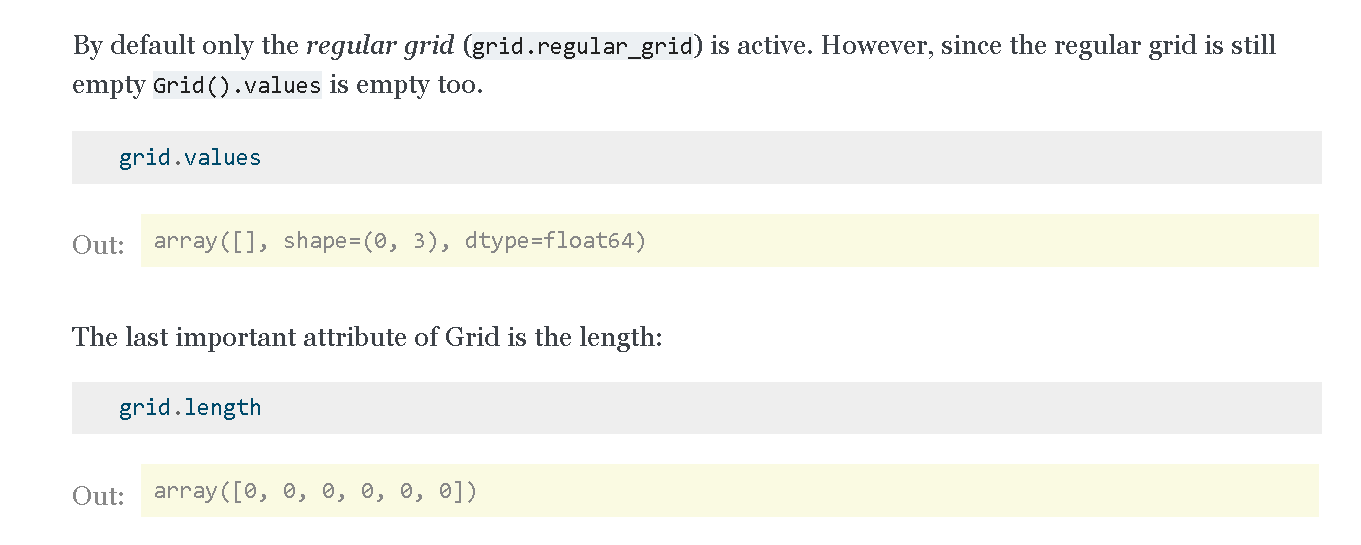 By default only the regular grid (grid.regular_grid) is active. However, since the regular grid is still
empty Grid().values is empty too.
grid.values
Out: array([], shape=(0, 3), dtype=float64)
The last important attribute of Grid is the length:
grid.length
Out: array([0, 0, 0, 0, 0, 0])